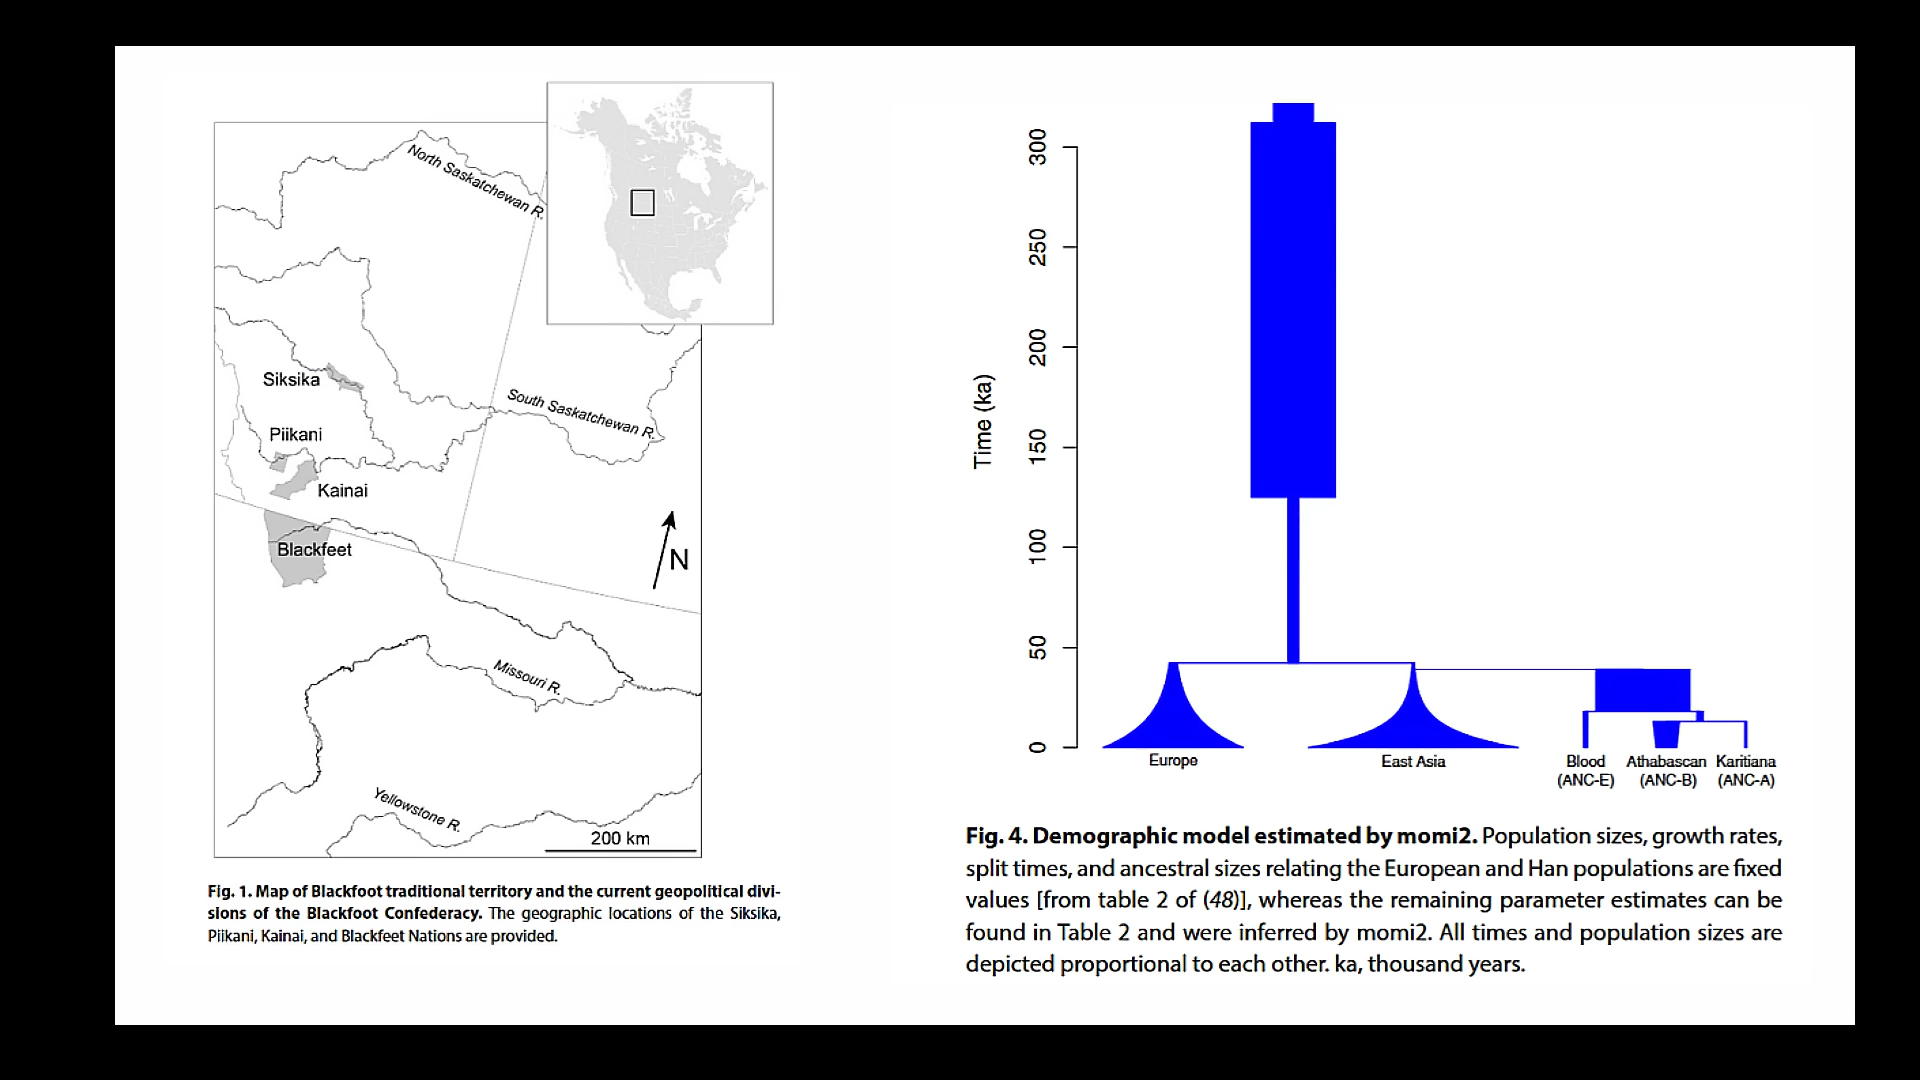 North Saskatchewan R.
Siksika
South Saskatchewan R.
Piikani
Kainai
Blackfeet
N
Missouri R.
Yellowstone R.
200 km
Fig. 1. Map of Blackfoot traditional territory and the current geopolitical divi-
sions of the Blackfoot Confederacy. The geographic locations of the Siksika,
Piikani, Kainai, and Blackfeet Nations are provided.
Time (ka)
300
250
200
150
100
50
0
Europe
East Asia
Blood
(ANC-E)
Athabascan
(ANC-B)
Karitiana
(ANC-A)
Fig. 4. Demographic model estimated by momi2. Population sizes, growth rates,
split times, and ancestral sizes relating the European and Han populations are fixed
values [from table 2 of (48)], whereas the remaining parameter estimates can be
found in Table 2 and were inferred by momi2. All times and population sizes are
depicted proportional to each other. ka, thousand years.